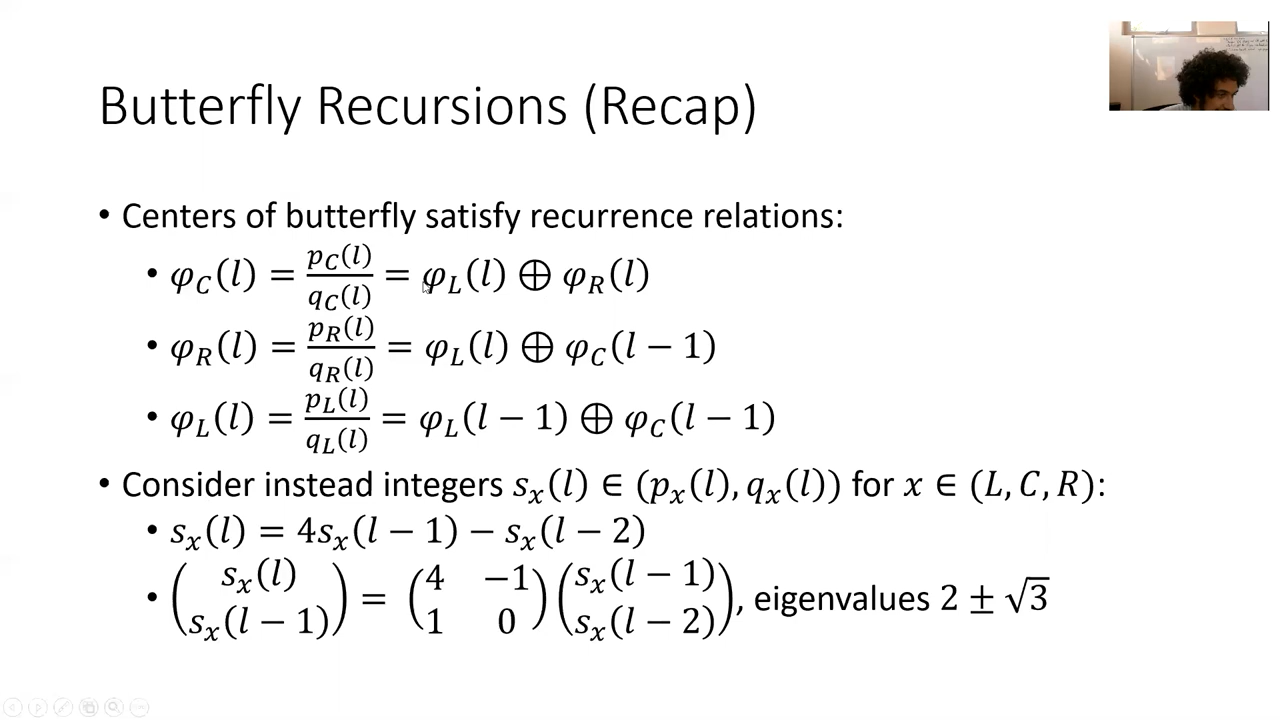 Butterfly Recursions (Recap)
• Centers of butterfly satisfy recurrence relations:
• φ_C(l) = p_C(l)/q_C(l) = φ_L(l) ⊕ φ_R(l)
• φ_R(l) = p_R(l)/q_R(l) = φ_L(l) ⊕ φ_C(l − 1)
• φ_L(l) = p_L(l)/q_L(l) = φ_L(l − 1) ⊕ φ_C(l − 1)
• Consider instead integers s_x(l) ∈ (p_x(l), q_x(l)) for x ∈ (L, C, R):
• s_x(l) = 4s_x(l − 1) − s_x(l − 2)
• (s_x(l) s_x(l − 1)) = (4 −1 1 0)(s_x(l − 1) s_x(l − 2)), eigenvalues 2 ± √3